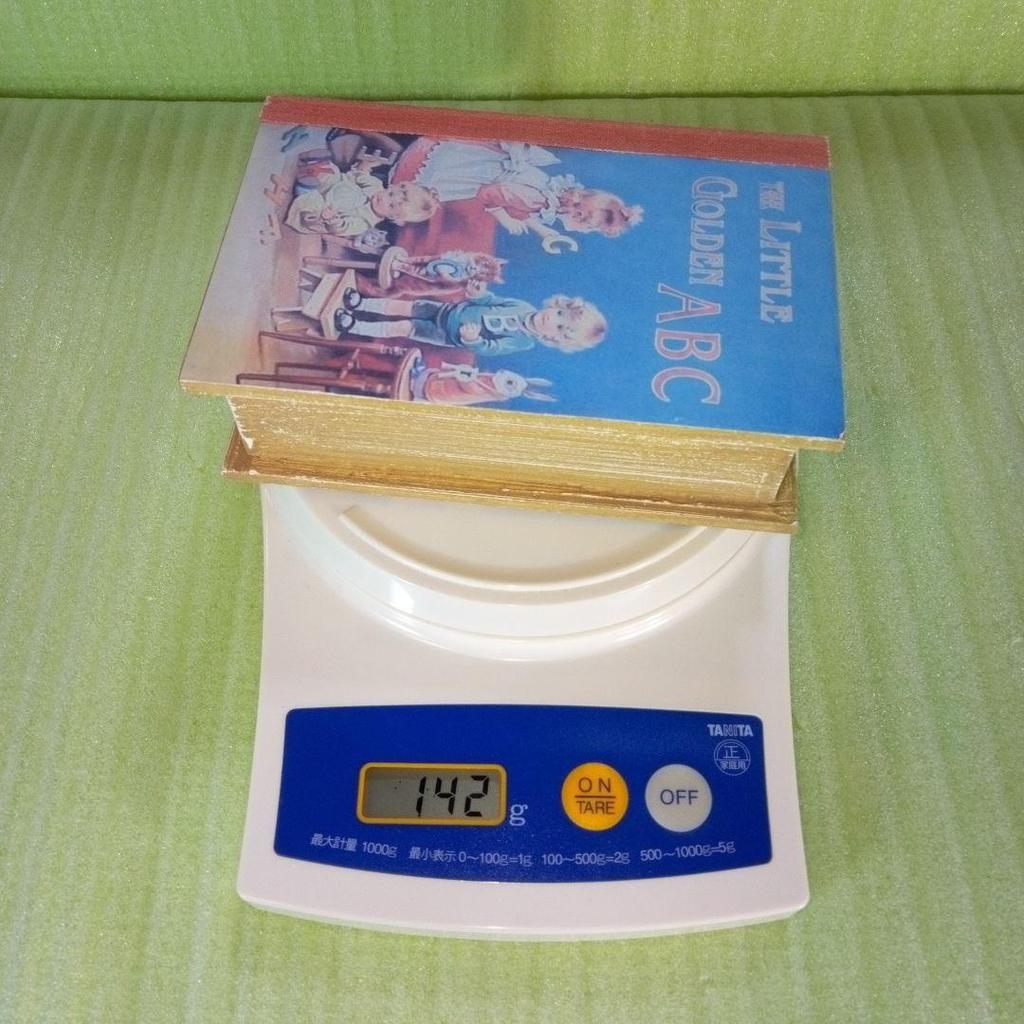 THE LITTLE
GOLDEN ABC
E
G
C
B
TANITA
正
家庭用
142 g
ON
TARE
OFF
最大計量 1000g 最小表示 0〜100g=1g 100〜500g=2g 500〜1000g=5g